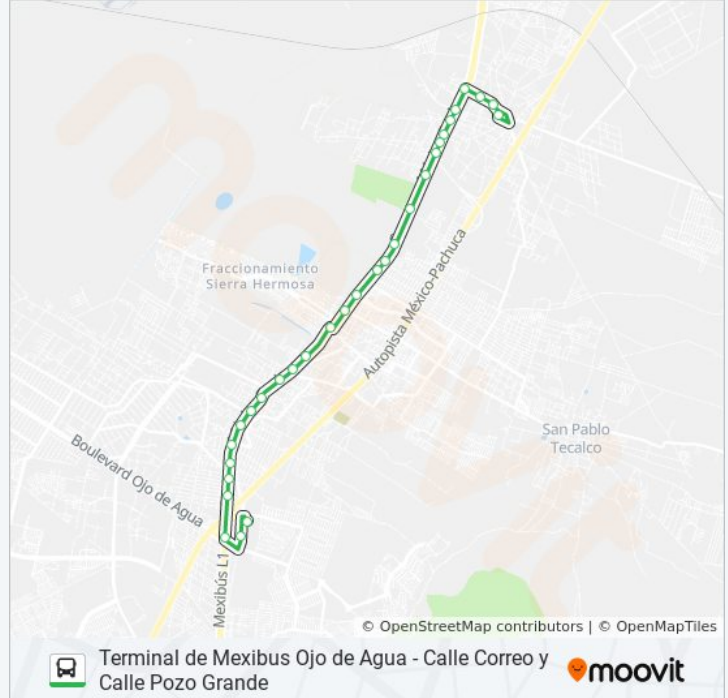 Fraccionamiento
Sierra Hermosa
Autopista México-Pachuca
San Pablo
Tecalco
Boulevard Ojo de Agua
Mexibús L1
© OpenStreetMap contributors | © OpenMapTiles
Terminal de Mexibus Ojo de Agua - Calle Correo y
Calle Pozo Grande
moovit
moovit